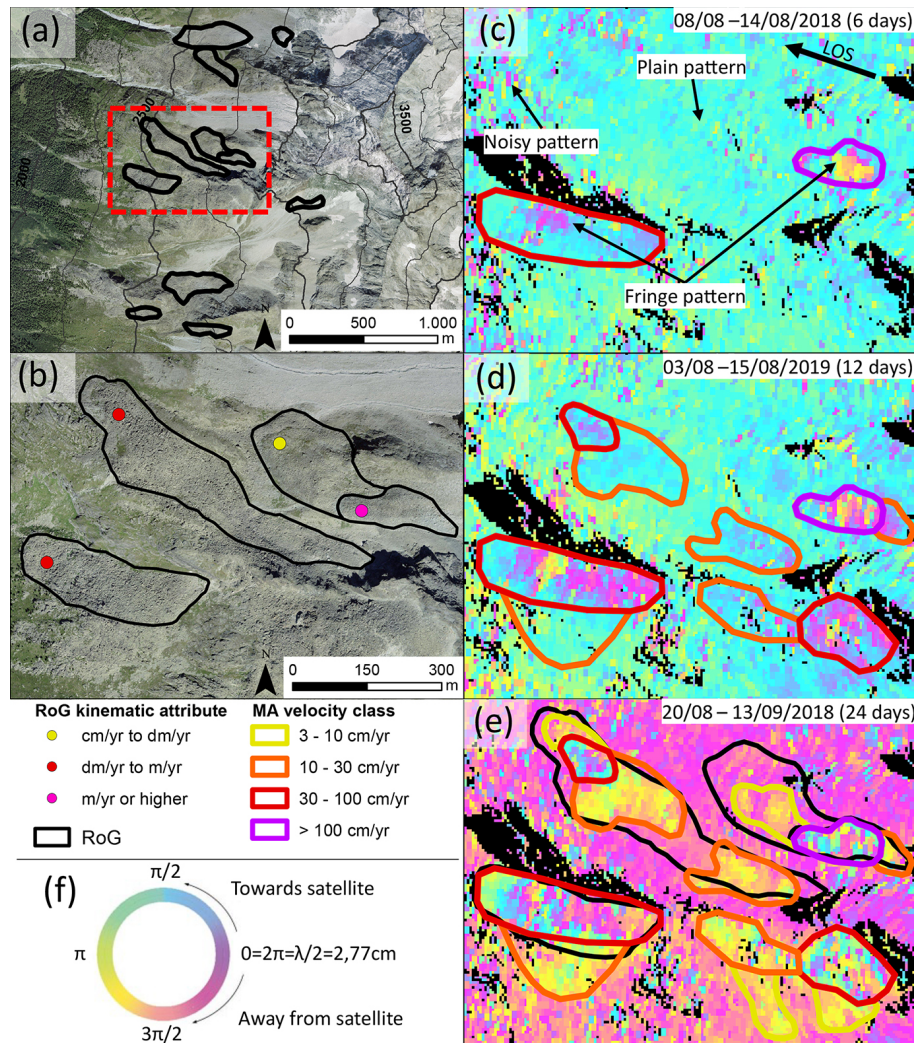 (a)
2000
2500
3500
N
0 500 1.000
m
(b)
N
0 150 300
m
RoG kinematic attribute
cm/yr to dm/yr
dm/yr to m/yr
m/yr or higher
RoG
MA velocity class
3 - 10 cm/yr
10 - 30 cm/yr
30 - 100 cm/yr
> 100 cm/yr
(f)
π/2
Towards satellite
π
0=2π=λ/2=2,77cm
3π/2
Away from satellite
(c)
08/08 –14/08/2018 (6 days)
LOS
Plain pattern
Noisy pattern
Fringe pattern
(d)
03/08 –15/08/2019 (12 days)
(e)
20/08 – 13/09/2018 (24 days)